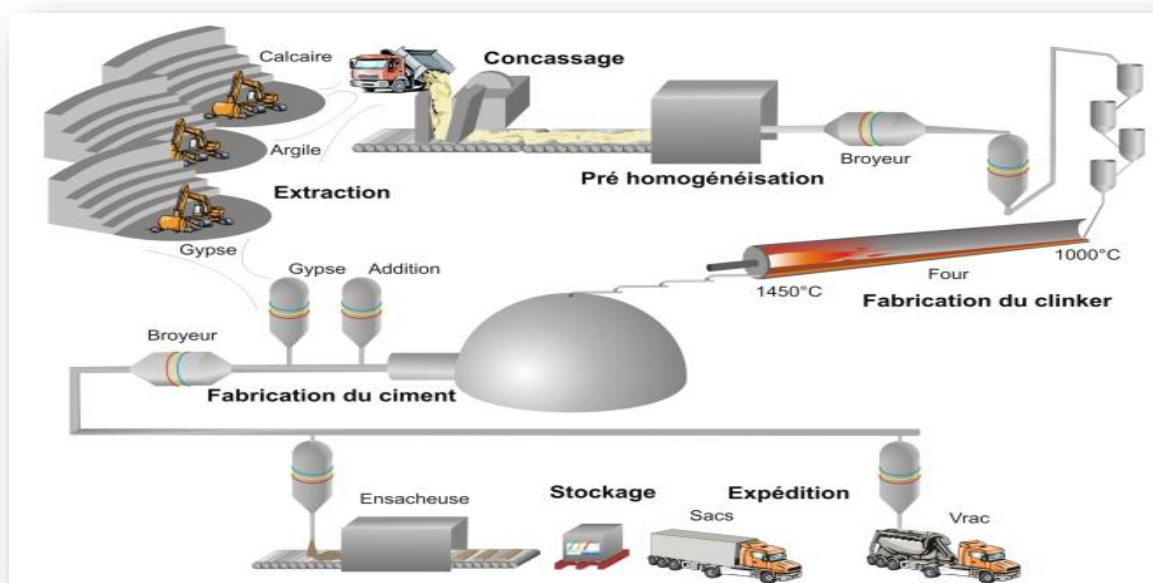 Calcaire
Concassage
Argile
Broyeur
Extraction
Pré homogénéisation
Gypse
1000°C
Gypse
Addition
Four
1450°C
Fabrication du clinker
Broyeur
Fabrication du ciment
Ensacheuse
Stockage
Expédition
Sacs
Vrac